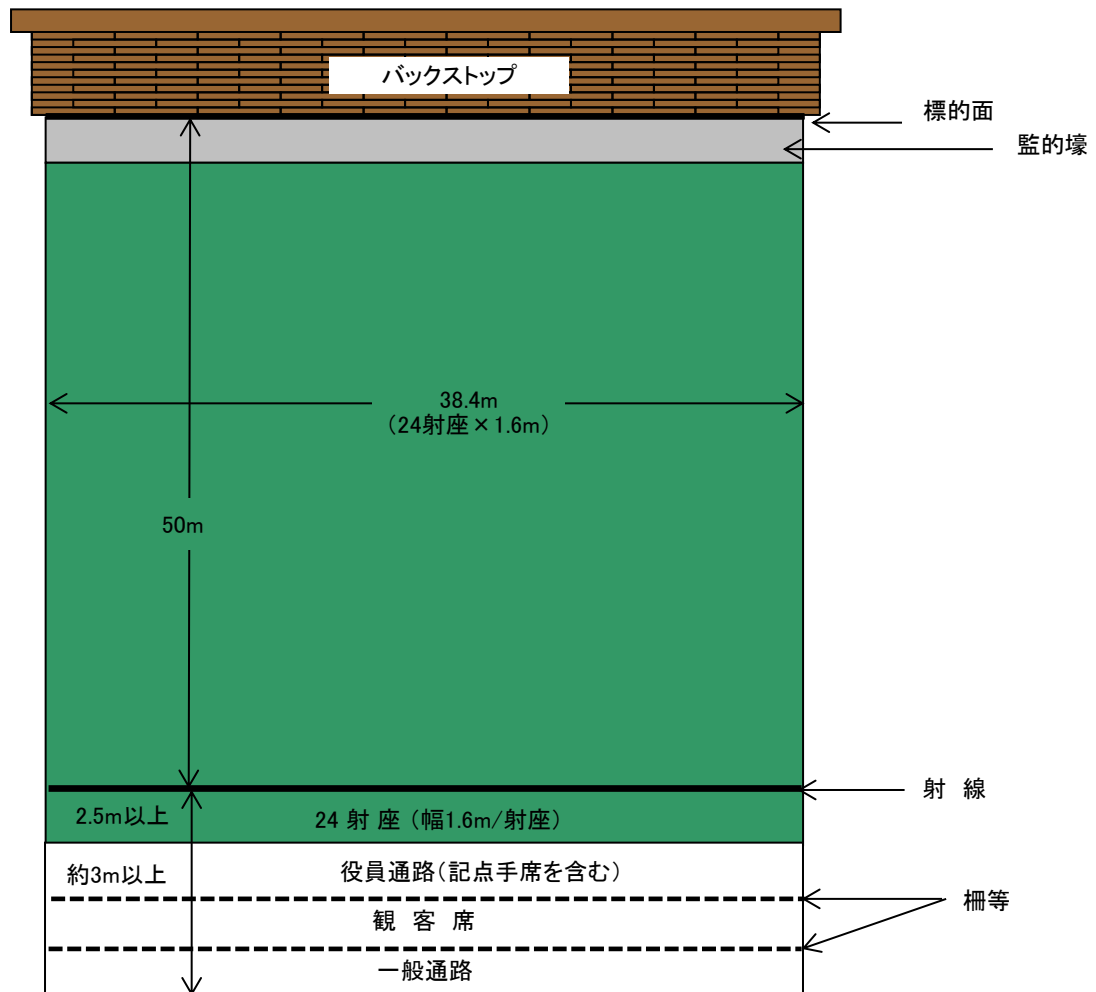 バックストップ
標的面
監的壕
38.4m
(24射座×1.6m)
50m
射 線
2.5m以上
24 射 座 (幅1.6m/射座)
約3m以上
役員通路(記点手席を含む)
柵等
観 客 席
一般通路